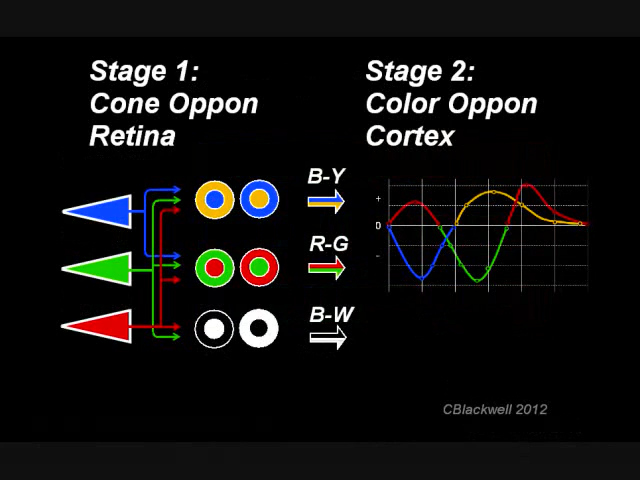 Stage 1:
Cone Oppon
Retina
Stage 2:
Color Oppon
Cortex
B-Y
R-G
B-W
+
0
-
CBlackwell 2012